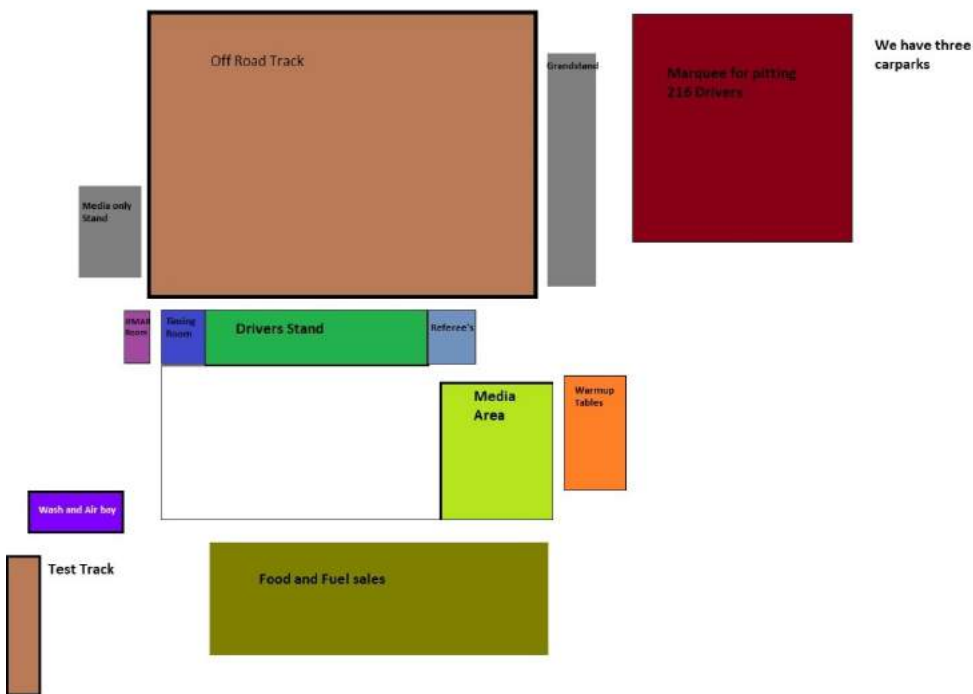 Off Road Track
Grandstand
Marquee for pitting
216 Drivers
We have three
carparks
Media only
Stand
Room
Timing
Room
Drivers Stand
Referee's
Media
Area
Warmup
Tables
Wash and Air bay
Test Track
Food and Fuel sales